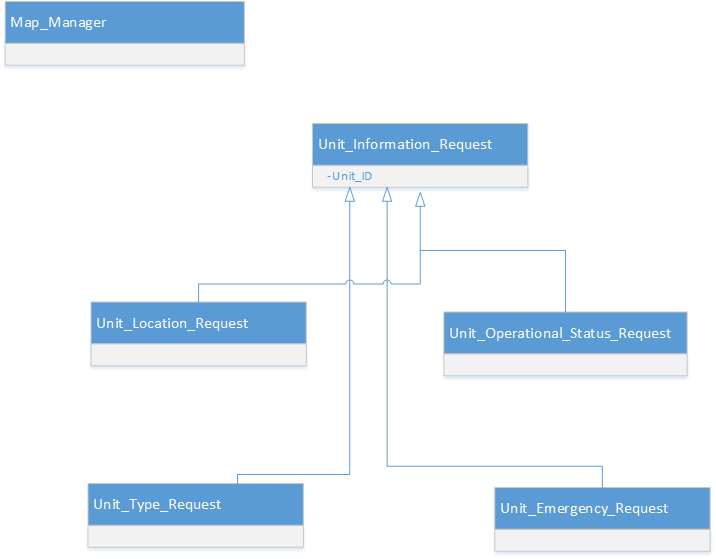 Map_Manager
Unit_Information_Request
-Unit_ID
Unit_Location_Request
Unit_Operational_Status_Request
Unit_Type_Request
Unit_Emergency_Request